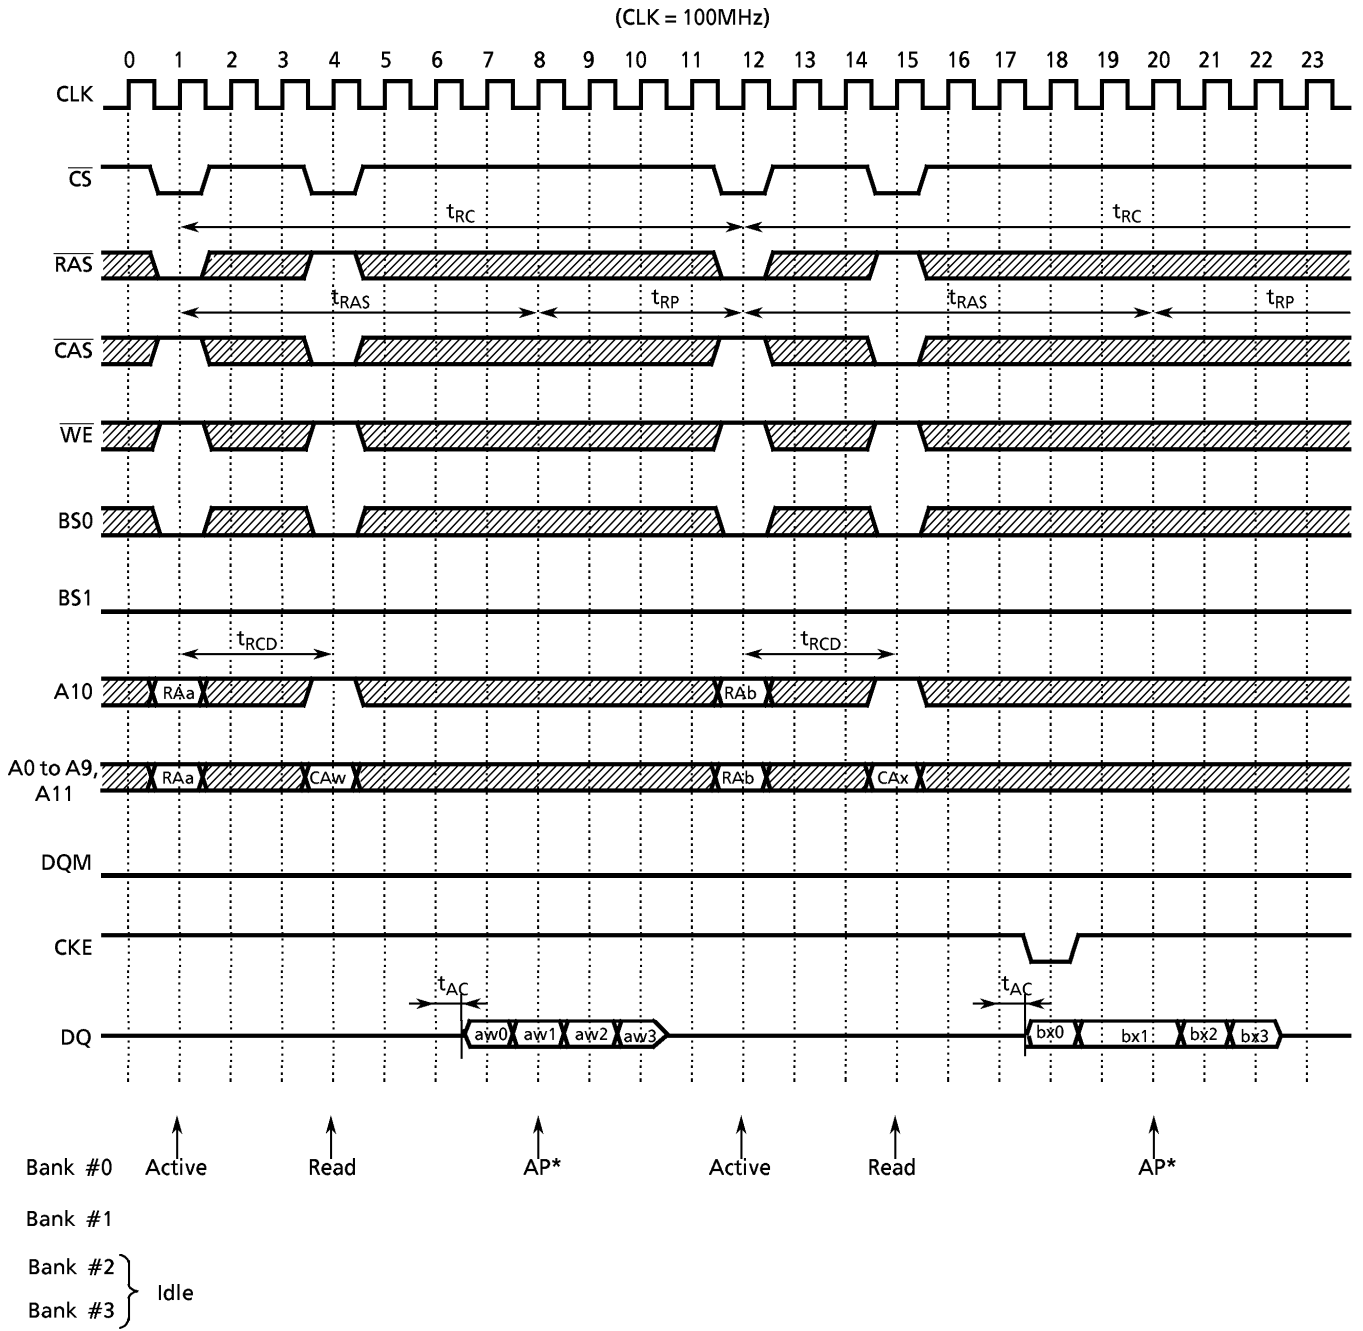 (CLK = 100MHz)
0 1 2 3 4 5 6 7 8 9 10 11 12 13 14 15 16 17 18 19 20 21 22 23
CLK
CS
tRC tRC
RAS
tRAS tRP tRAS tRP
CAS
WE
BS0
BS1
tRCD tRCD
A10 RAa RAb
A0 to A9,
A11
RAa CAw RAb CAx
DQM
CKE
tAC tAC
DQ aw0 aw1 aw2 aw3 bx0 bx1 bx2 bx3
Bank #0 Active Read AP* Active Read AP*
Bank #1
Bank #2
Idle
Bank #3